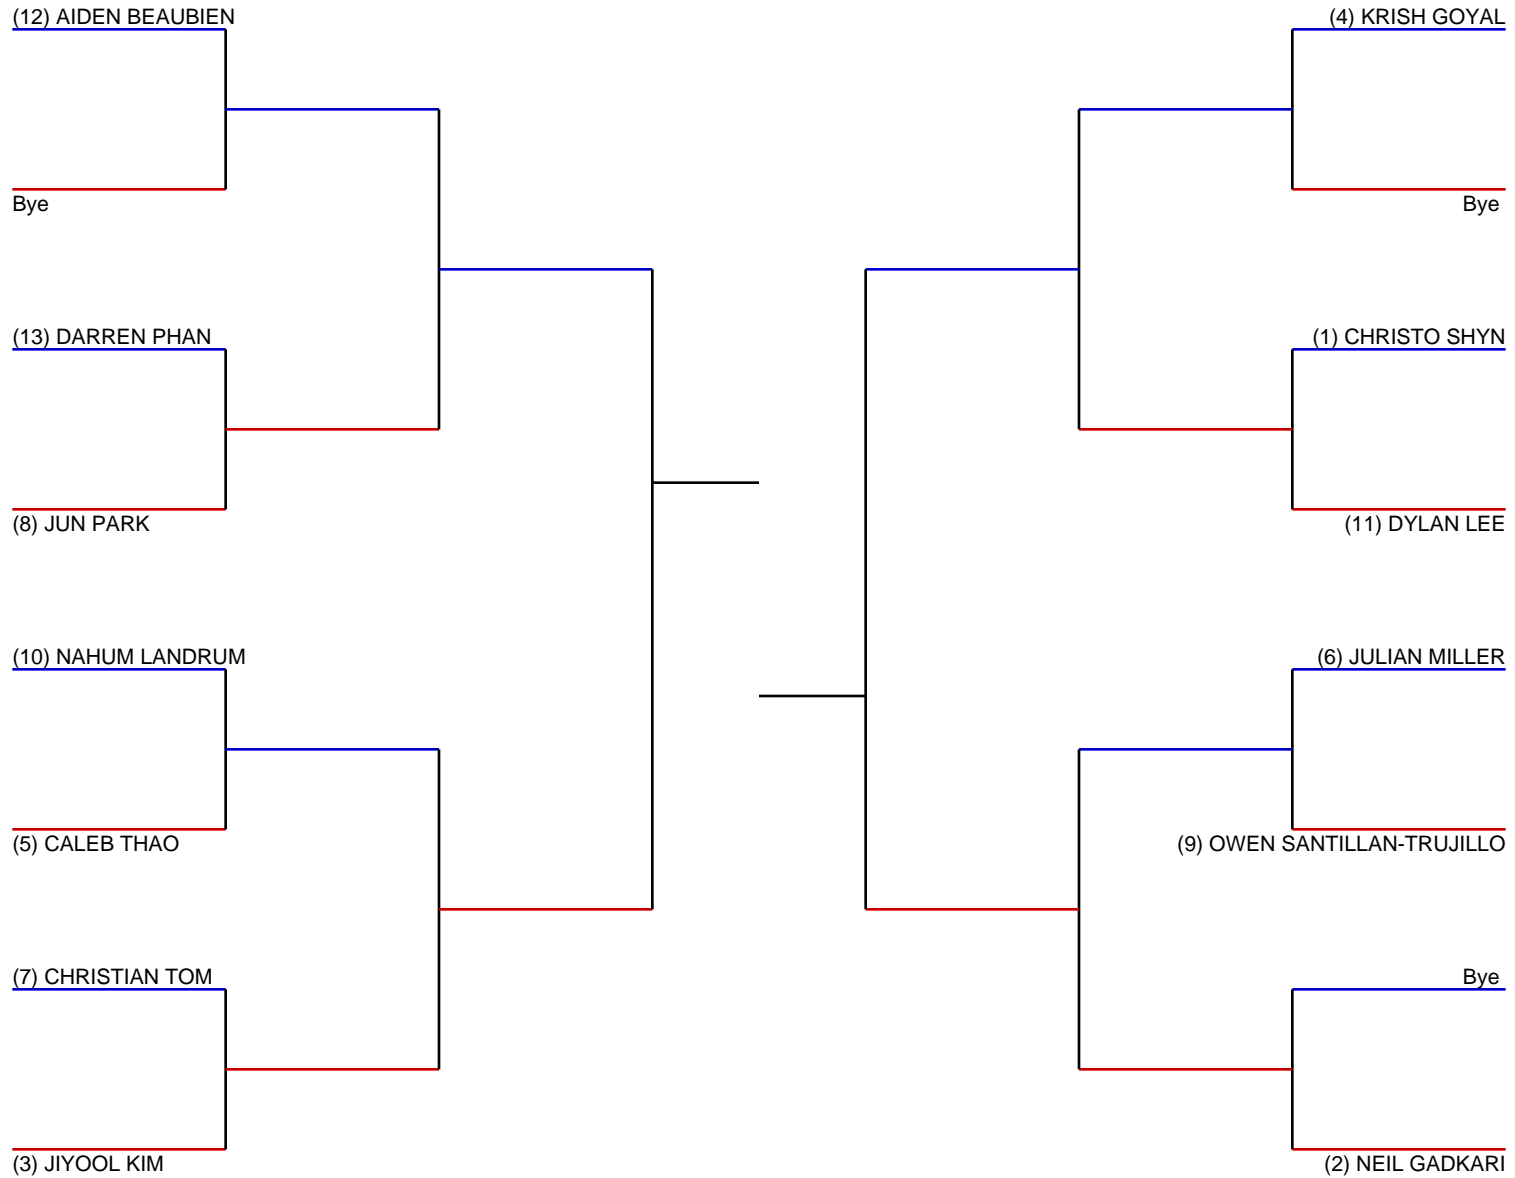 (12) AIDEN BEAUBIEN
Bye
(13) DARREN PHAN
(8) JUN PARK
(10) NAHUM LANDRUM
(5) CALEB THAO
(7) CHRISTIAN TOM
(3) JIYOOL KIM
(4) KRISH GOYAL
Bye
(1) CHRISTO SHYN
(11) DYLAN LEE
(6) JULIAN MILLER
(9) OWEN SANTILLAN-TRUJILLO
Bye
(2) NEIL GADKARI